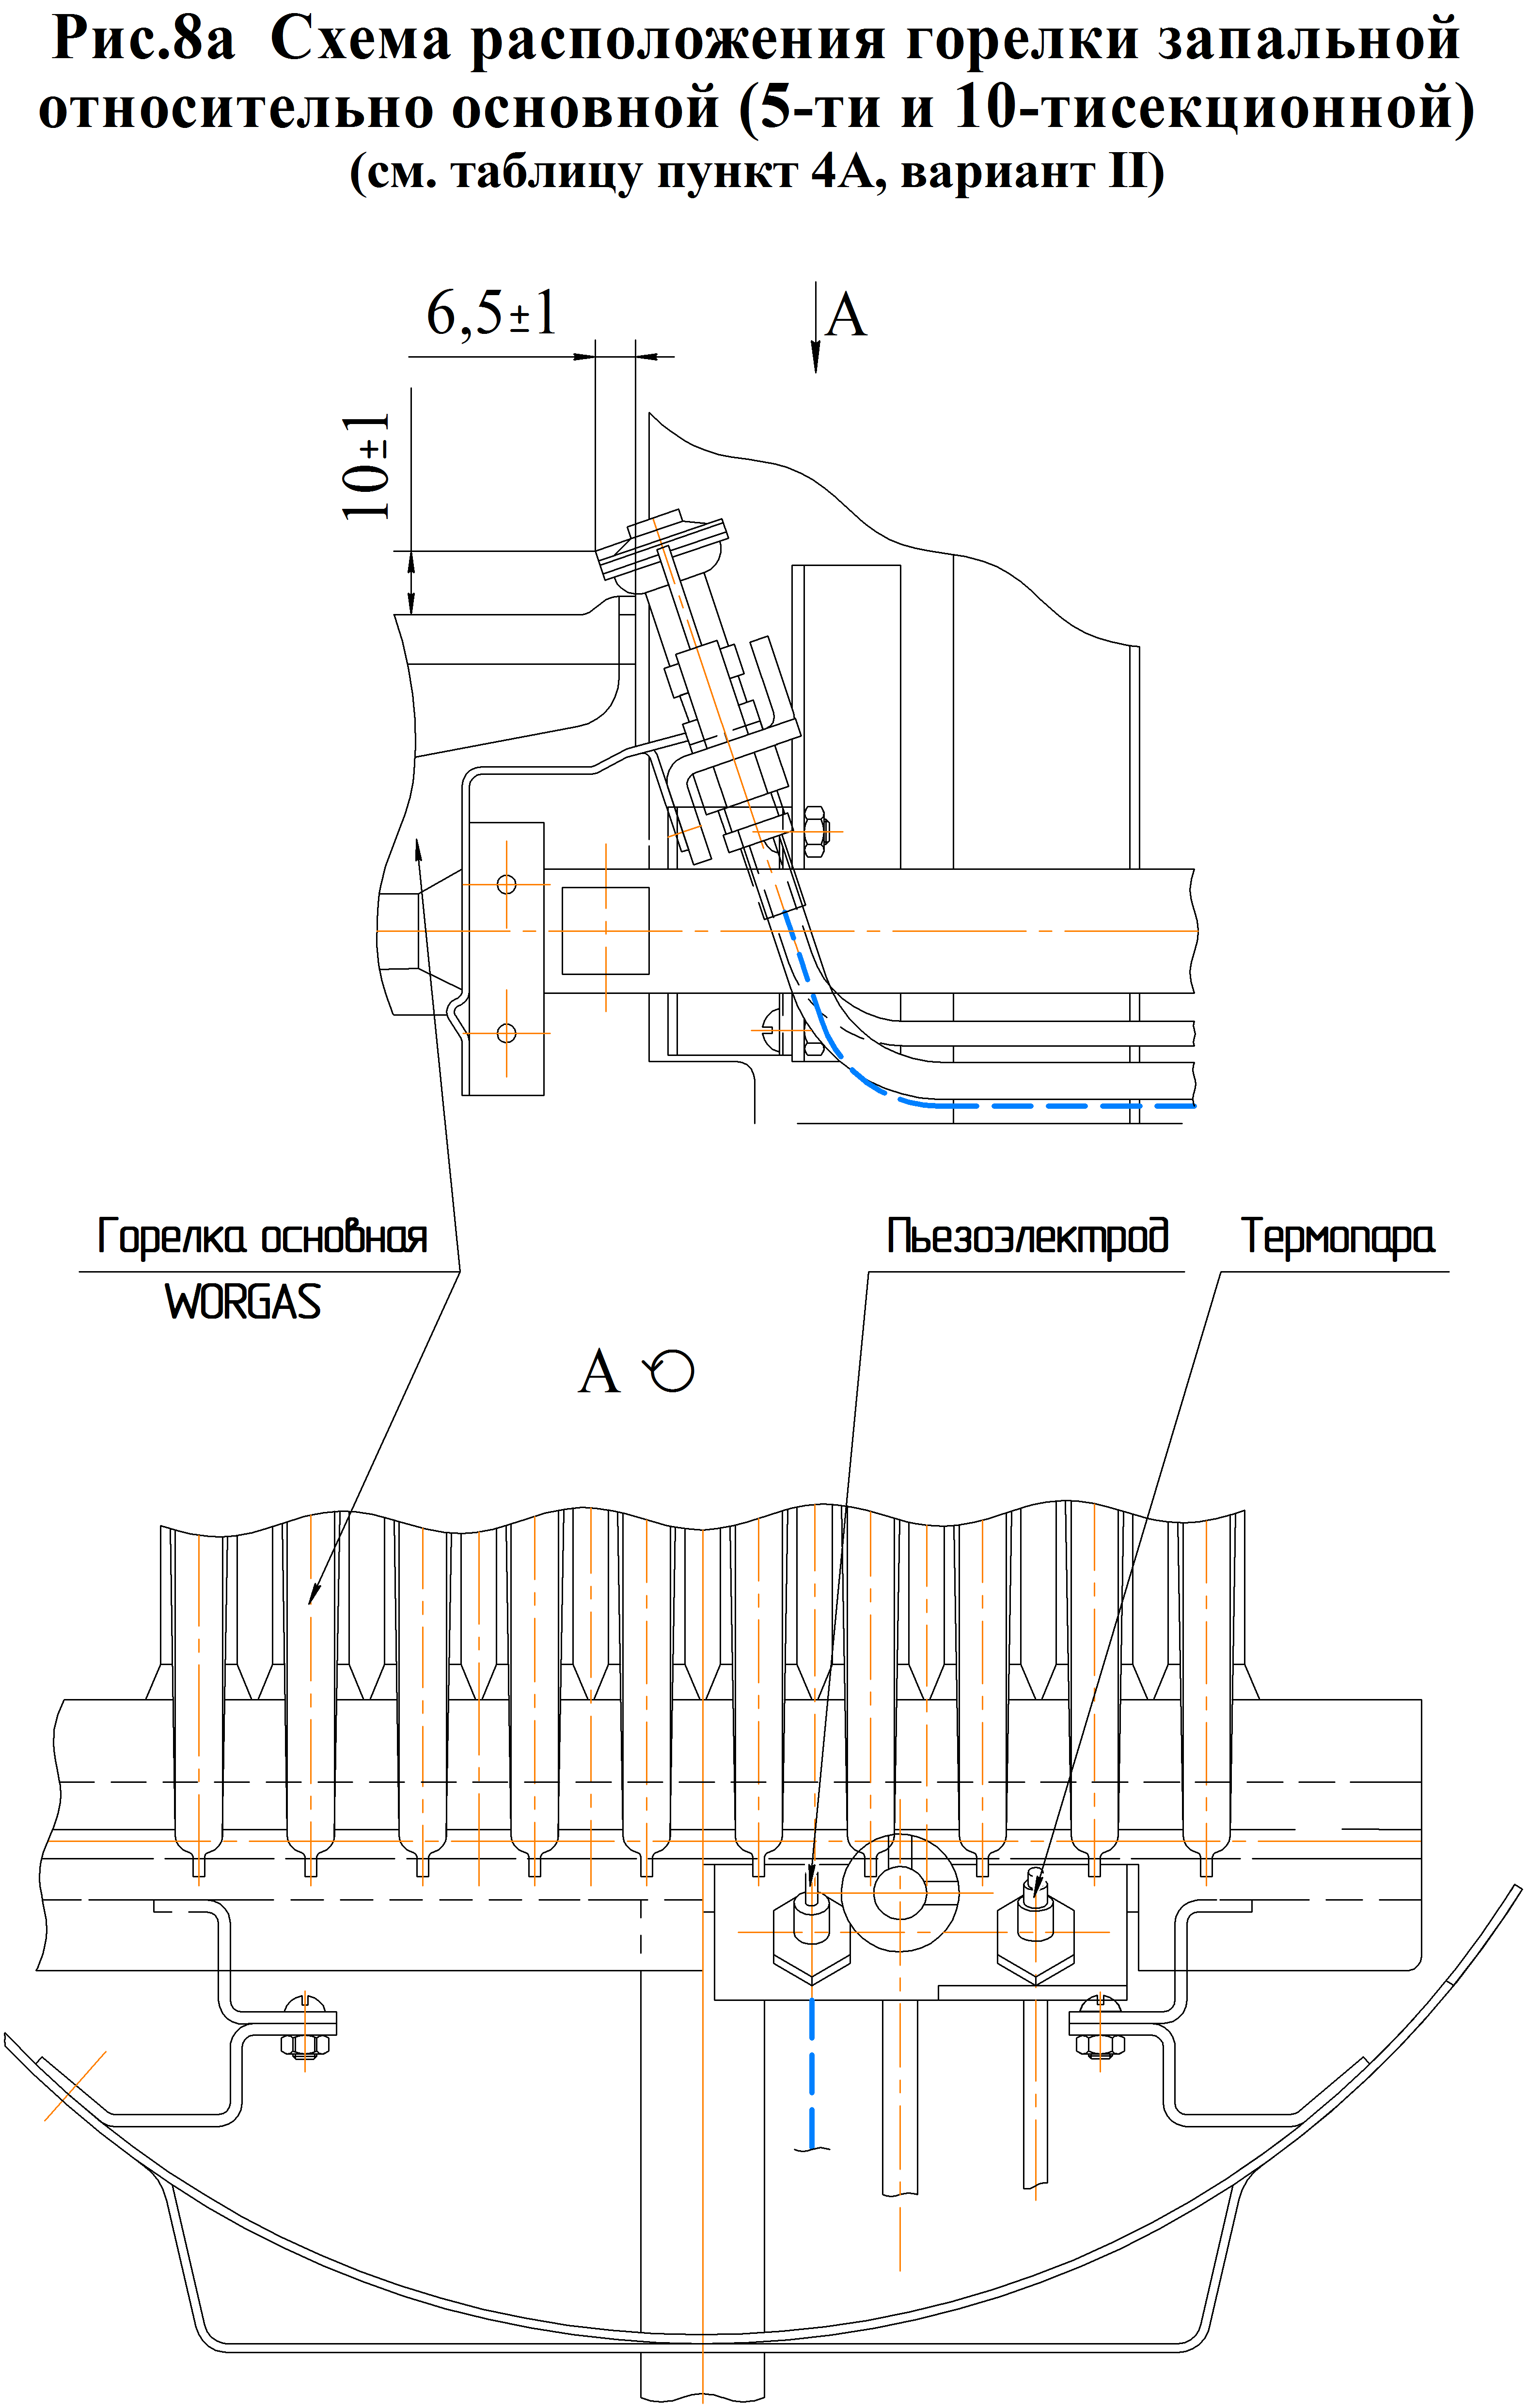 Рис.8а Схема расположения горелки запальной
относительно основной (5-ти и 10-тисекционной)
(см. таблицу пункт 4А, вариант II)
6,5±1
А
10±1
Горелка основная
WORGAS
Пьезоэлектрод
Термопара
А